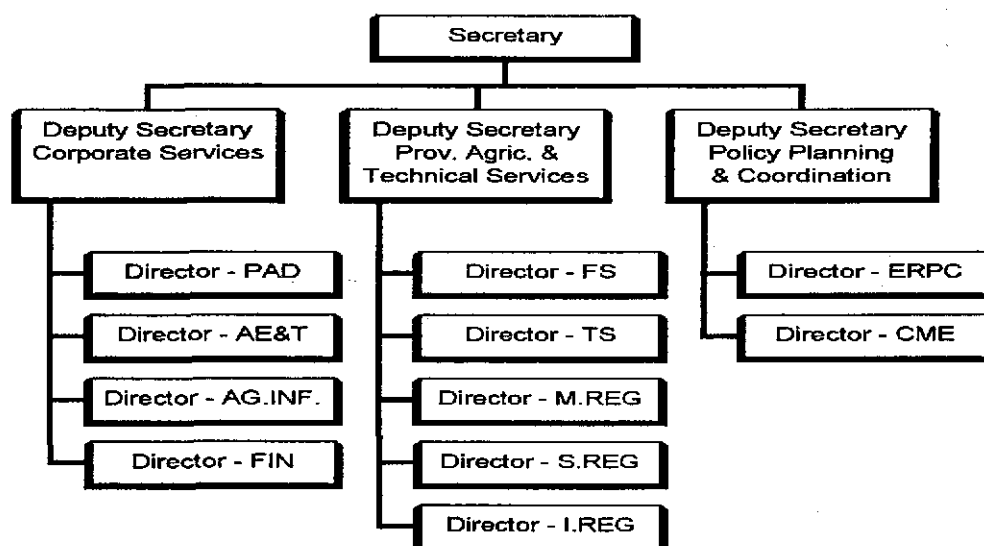 Secretary
Deputy Secretary
Corporate Services
Deputy Secretary
Prov. Agric. &
Technical Services
Deputy Secretary
Policy Planning
& Coordination
Director - PAD
Director - AE&T
Director - AG.INF.
Director - FIN
Director - FS
Director - TS
Director - M.REG
Director - S.REG
Director - I.REG
Director - ERPC
Director - CME